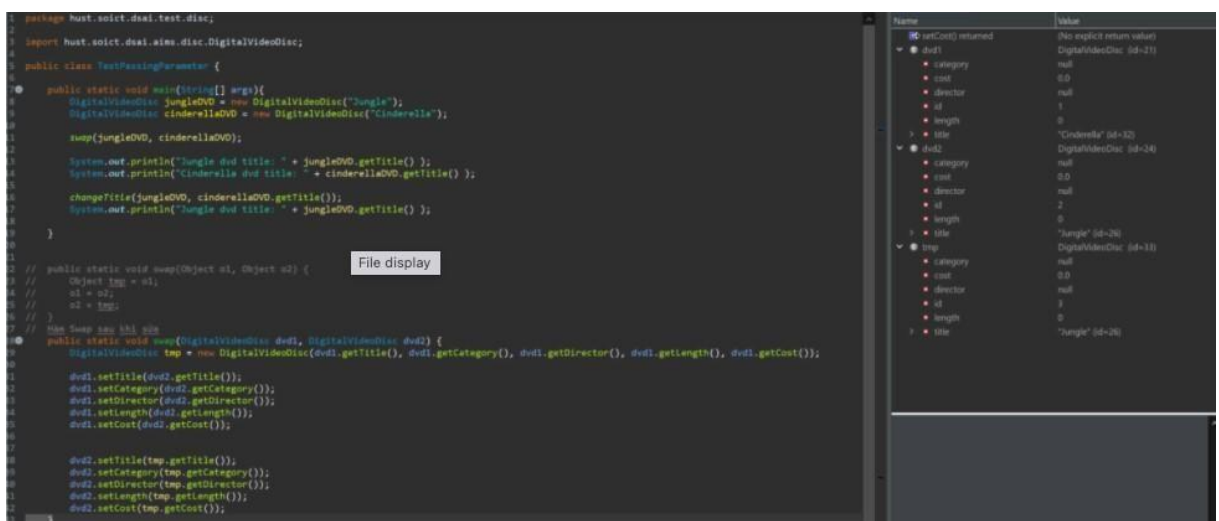 1 package hust.soict.dsai.test.disc;
2
3 import hust.soict.dsai.aims.disc.DigitalVideoDisc;
4
5 public class TestPassingParameter {
6
7 public static void main(String[] args){
8 DigitalVideoDisc jungleDVD = new DigitalVideoDisc("Jungle");
9 DigitalVideoDisc cinderellaDVD = new DigitalVideoDisc("Cinderella");
10
11 swap(jungleDVD, cinderellaDVD);
12
13 System.out.println("Jungle dvd title: " + jungleDVD.getTitle() );
14 System.out.println("Cinderella dvd title: " + cinderellaDVD.getTitle() );
15
16 changeTitle(jungleDVD, cinderellaDVD.getTitle());
17 System.out.println("Jungle dvd title: " + jungleDVD.getTitle() );
18
19 }
20
21
22 // public static void swap(Object o1, Object o2) {
23 // Object tmp = o1;
24 // o1 = o2;
25 // o2 = tmp;
26 // }
27 // Hàm Swap sau khi sửa
28 public static void swap(DigitalVideoDisc dvd1, DigitalVideoDisc dvd2) {
29 DigitalVideoDisc tmp = new DigitalVideoDisc(dvd1.getTitle(), dvd1.getCategory(), dvd1.getDirector(), dvd1.getLength(), dvd1.getCost());
30
31 dvd1.setTitle(dvd2.getTitle());
32 dvd1.setCategory(dvd2.getCategory());
33 dvd1.setDirector(dvd2.getDirector());
34 dvd1.setLength(dvd2.getLength());
35 dvd1.setCost(dvd2.getCost());
36
37
38 dvd2.setTitle(tmp.getTitle());
39 dvd2.setCategory(tmp.getCategory());
40 dvd2.setDirector(tmp.getDirector());
41 dvd2.setLength(tmp.getLength());
42 dvd2.setCost(tmp.getCost());
43 }
File display
Name Value
setCost() returned (No explicit return value)
dvd1 DigitalVideoDisc (id=21)
category null
cost 0.0
director null
id 1
length 0
title "Cinderella" (id=32)
dvd2 DigitalVideoDisc (id=24)
category null
cost 0.0
director null
id 2
length 0
title "Jungle" (id=26)
tmp DigitalVideoDisc (id=33)
category null
cost 0.0
director null
id 3
length 0
title "Jungle" (id=26)